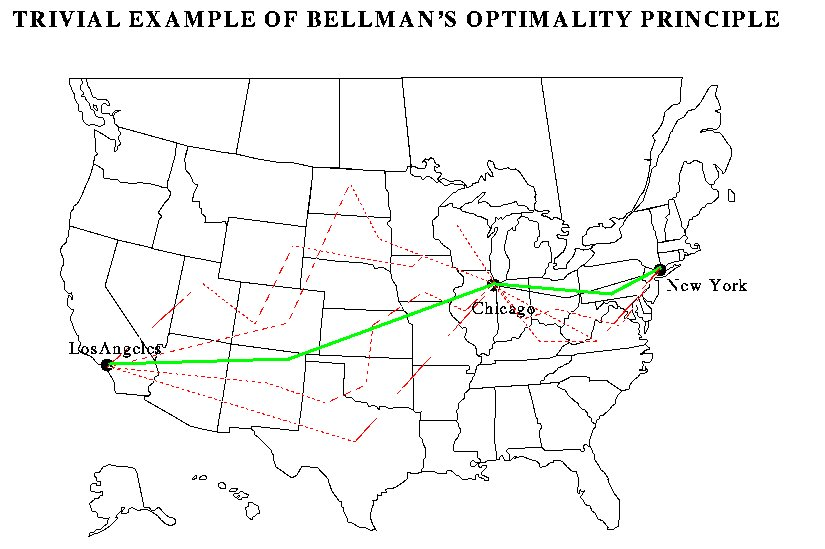 TRIVIAL EXAMPLE OF BELLMAN'S OPTIMALITY PRINCIPLE
New York
Chicago
LosAngeles